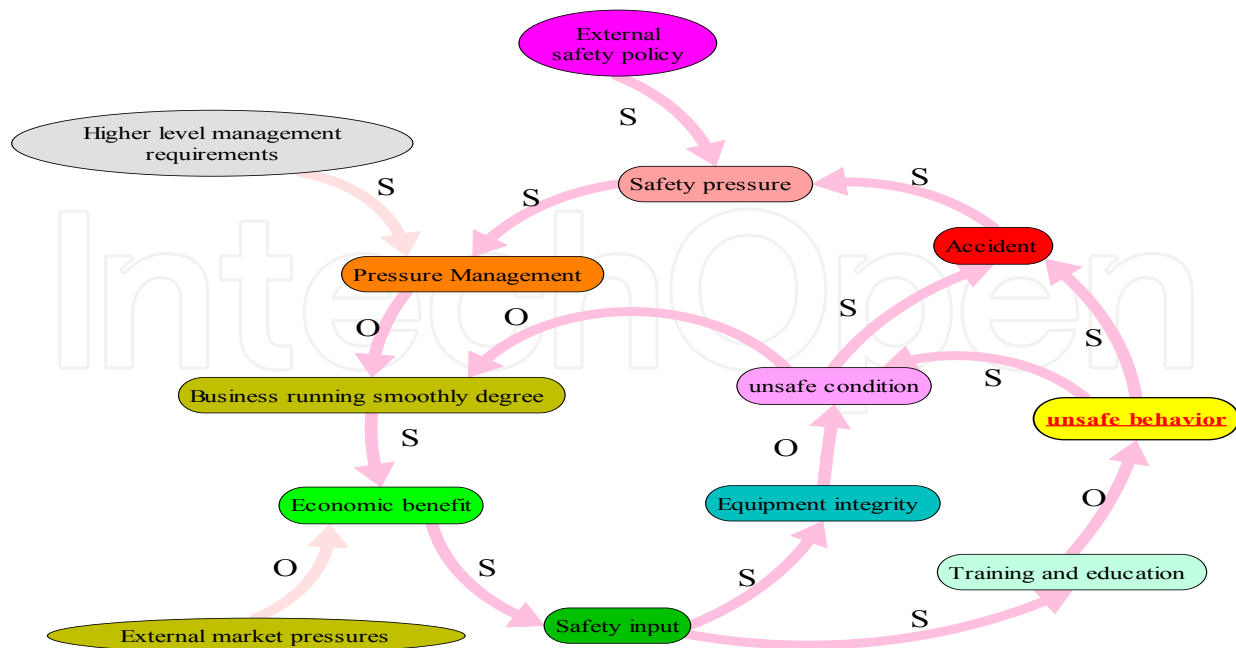 External
safety policy
S
Higher level management
requirements
S
Safety pressure
S
S
Accident
Pressure Management
O
O
S
S
Business running smoothly degree
unsafe condition
S
unsafe behavior
S
O
Economic benefit
Equipment integrity
O
O
S
S
Training and education
S
External market pressures
Safety input
IntechOpen